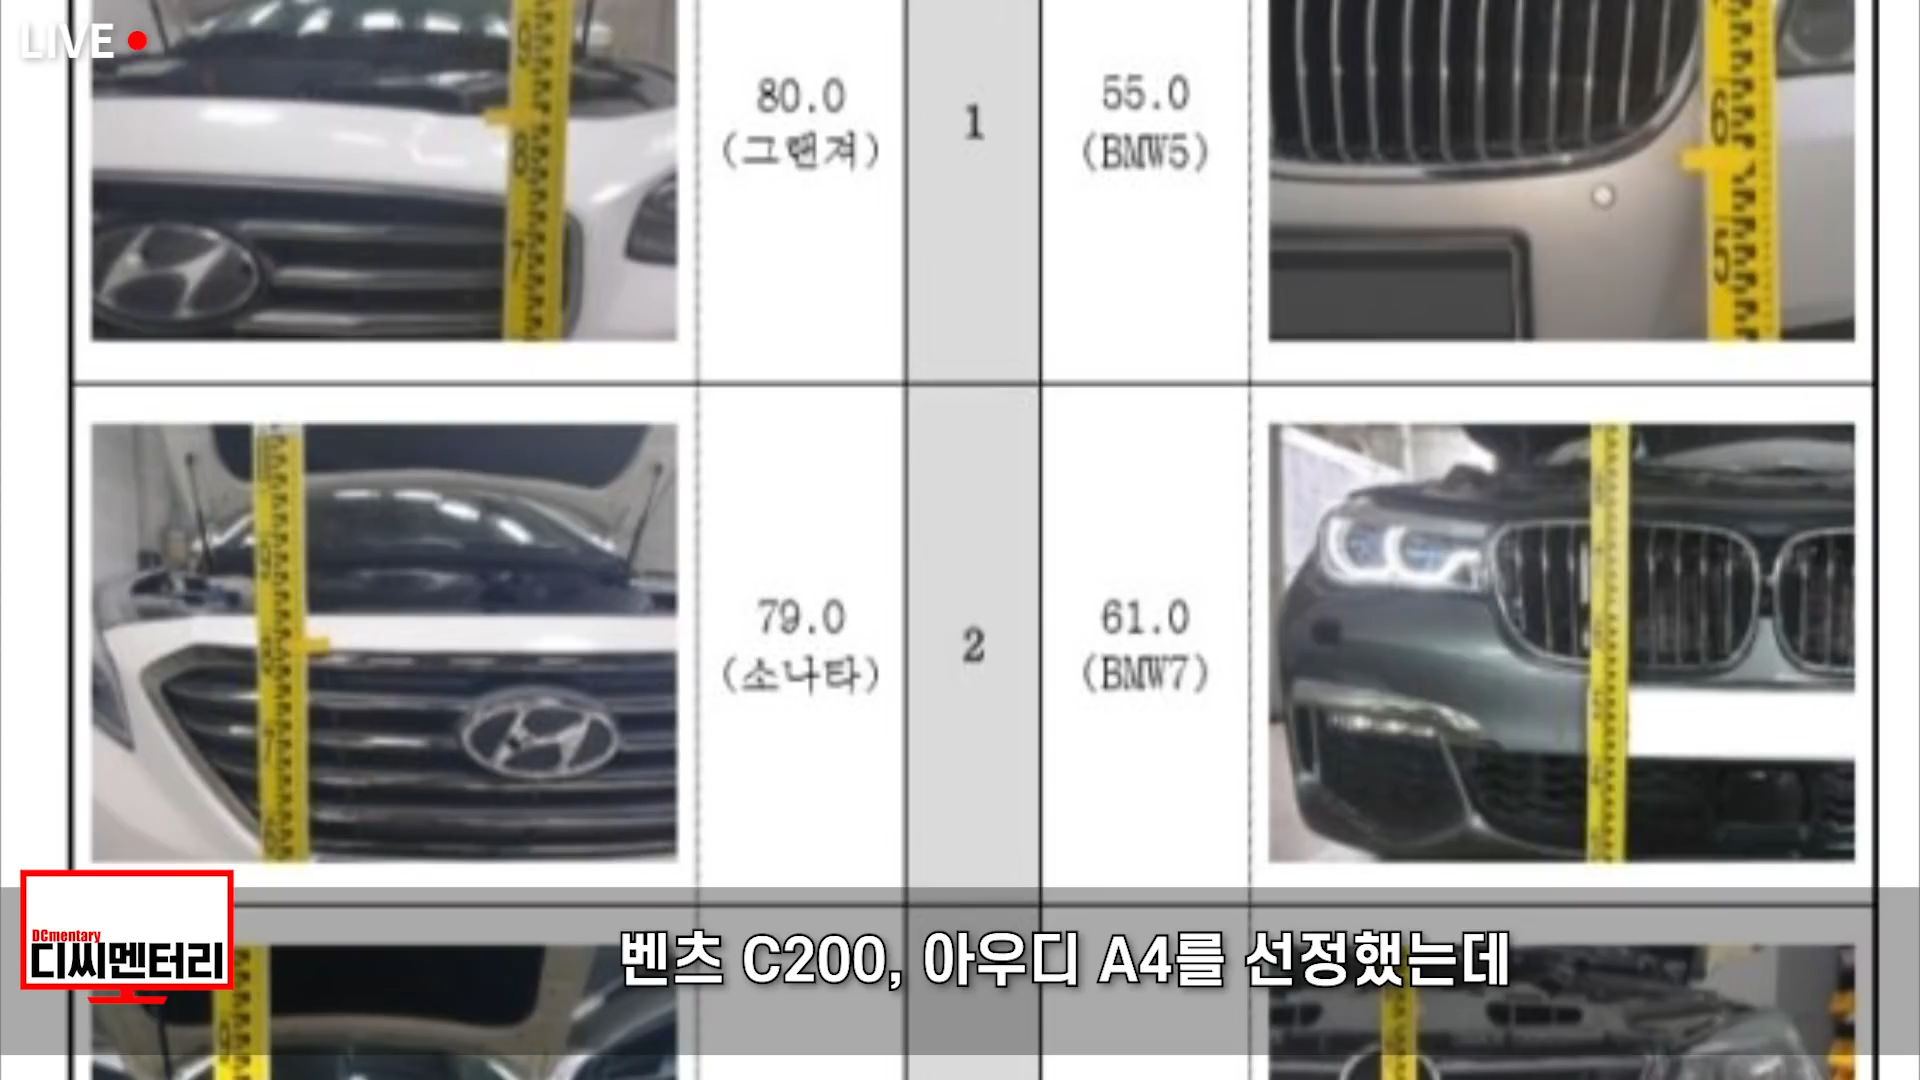 LIVE
80.0
(그랜져)
1
55.0
(BMW5)
79.0
(소나타)
2
61.0
(BMW7)
DCmentary
디씨멘터리
벤츠 C200, 아우디 A4를 선정했는데